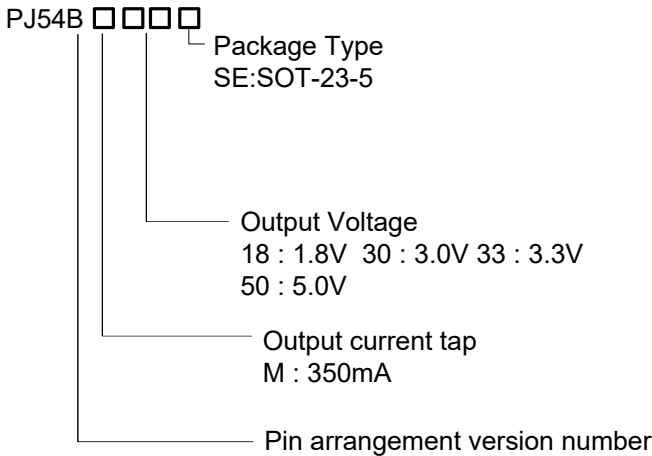 PJ54B □ □□ □
Package Type
SE:SOT-23-5
Output Voltage
18 : 1.8V 30 : 3.0V 33 : 3.3V
50 : 5.0V
Output current tap
M : 350mA
Pin arrangement version number